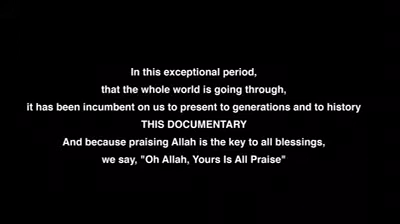 In this exceptional period,
that the whole world is going through,
it has been incumbent on us to present to generations and to history
THIS DOCUMENTARY
And because praising Allah is the key to all blessings,
we say, "Oh Allah, Yours Is All Praise"